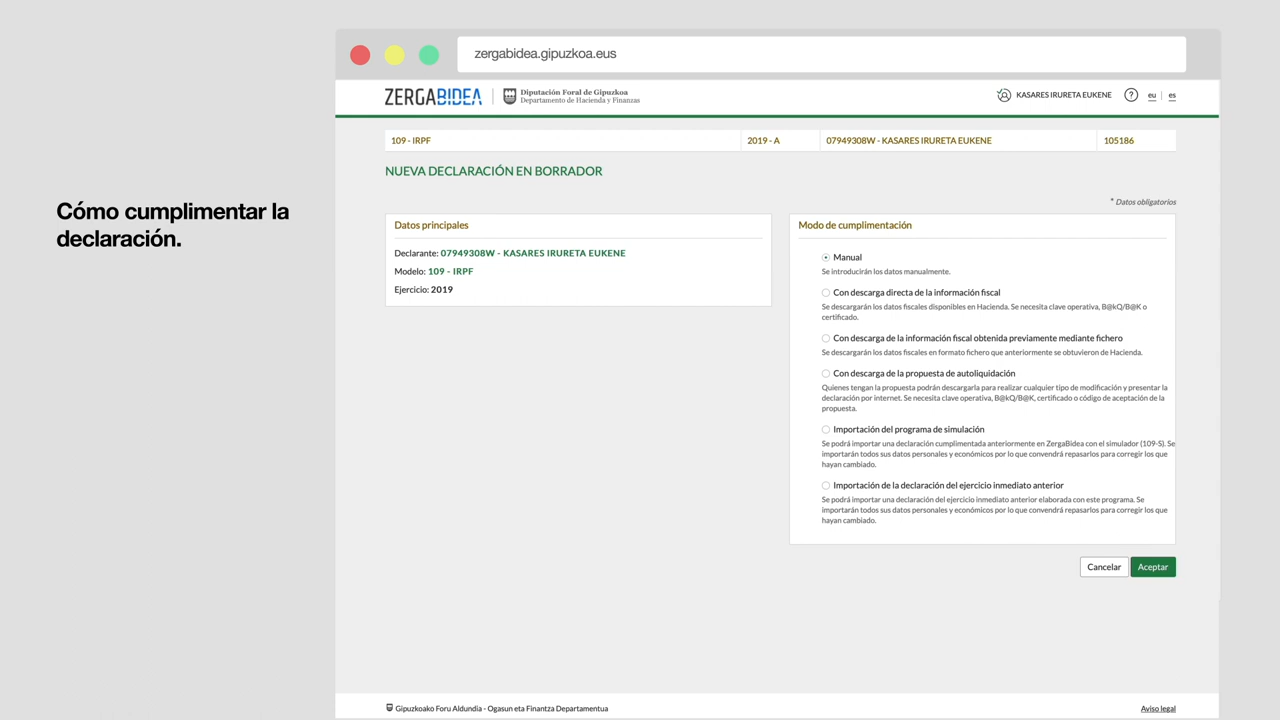 zergabidea.gipuzkoa.eus
ZERGABIDEA
Diputación Foral de Gipuzkoa
Departamento de Hacienda y Finanzas
KASARES IRURETA EUKENE
?
eu | es
109 - IRPF
2019 - A
07949308W - KASARES IRURETA EUKENE
105186
NUEVA DECLARACIÓN EN BORRADOR
Cómo cumplimentar la
declaración.
* Datos obligatorios
Datos principales
Declarante: 07949308W - KASARES IRURETA EUKENE
Modelo: 109 - IRPF
Ejercicio: 2019
Modo de cumplimentación
Manual
Se introducirán los datos manualmente.
Con descarga directa de la información fiscal
Se descargarán los datos fiscales disponibles en Hacienda. Se necesita clave operativa, B@kQ/B@K o
certificado.
Con descarga de la información fiscal obtenida previamente mediante fichero
Se descargarán los datos fiscales en formato fichero que anteriormente se obtuvieron de Hacienda.
Con descarga de la propuesta de autoliquidación
Quienes tengan la propuesta podrán descargarla para realizar cualquier tipo de modificación y presentar la
declaración por internet. Se necesita clave operativa, B@kQ/B@K, certificado o código de aceptación de la
propuesta.
Importación del programa de simulación
Se podrá importar una declaración cumplimentada anteriormente en ZergaBidea con el simulador (109-S). Se
importarán todos sus datos personales y económicos por lo que convendrá repasarlos para corregir los que
hayan cambiado.
Importación de la declaración del ejercicio inmediato anterior
Se podrá importar una declaración del ejercicio inmediato anterior elaborada con este programa. Se
importarán todos sus datos personales y económicos por lo que convendrá repasarlos para corregir los que
hayan cambiado.
Cancelar
Aceptar
Gipuzkoako Foru Aldundia - Ogasun eta Finantza Departamentua
Aviso legal